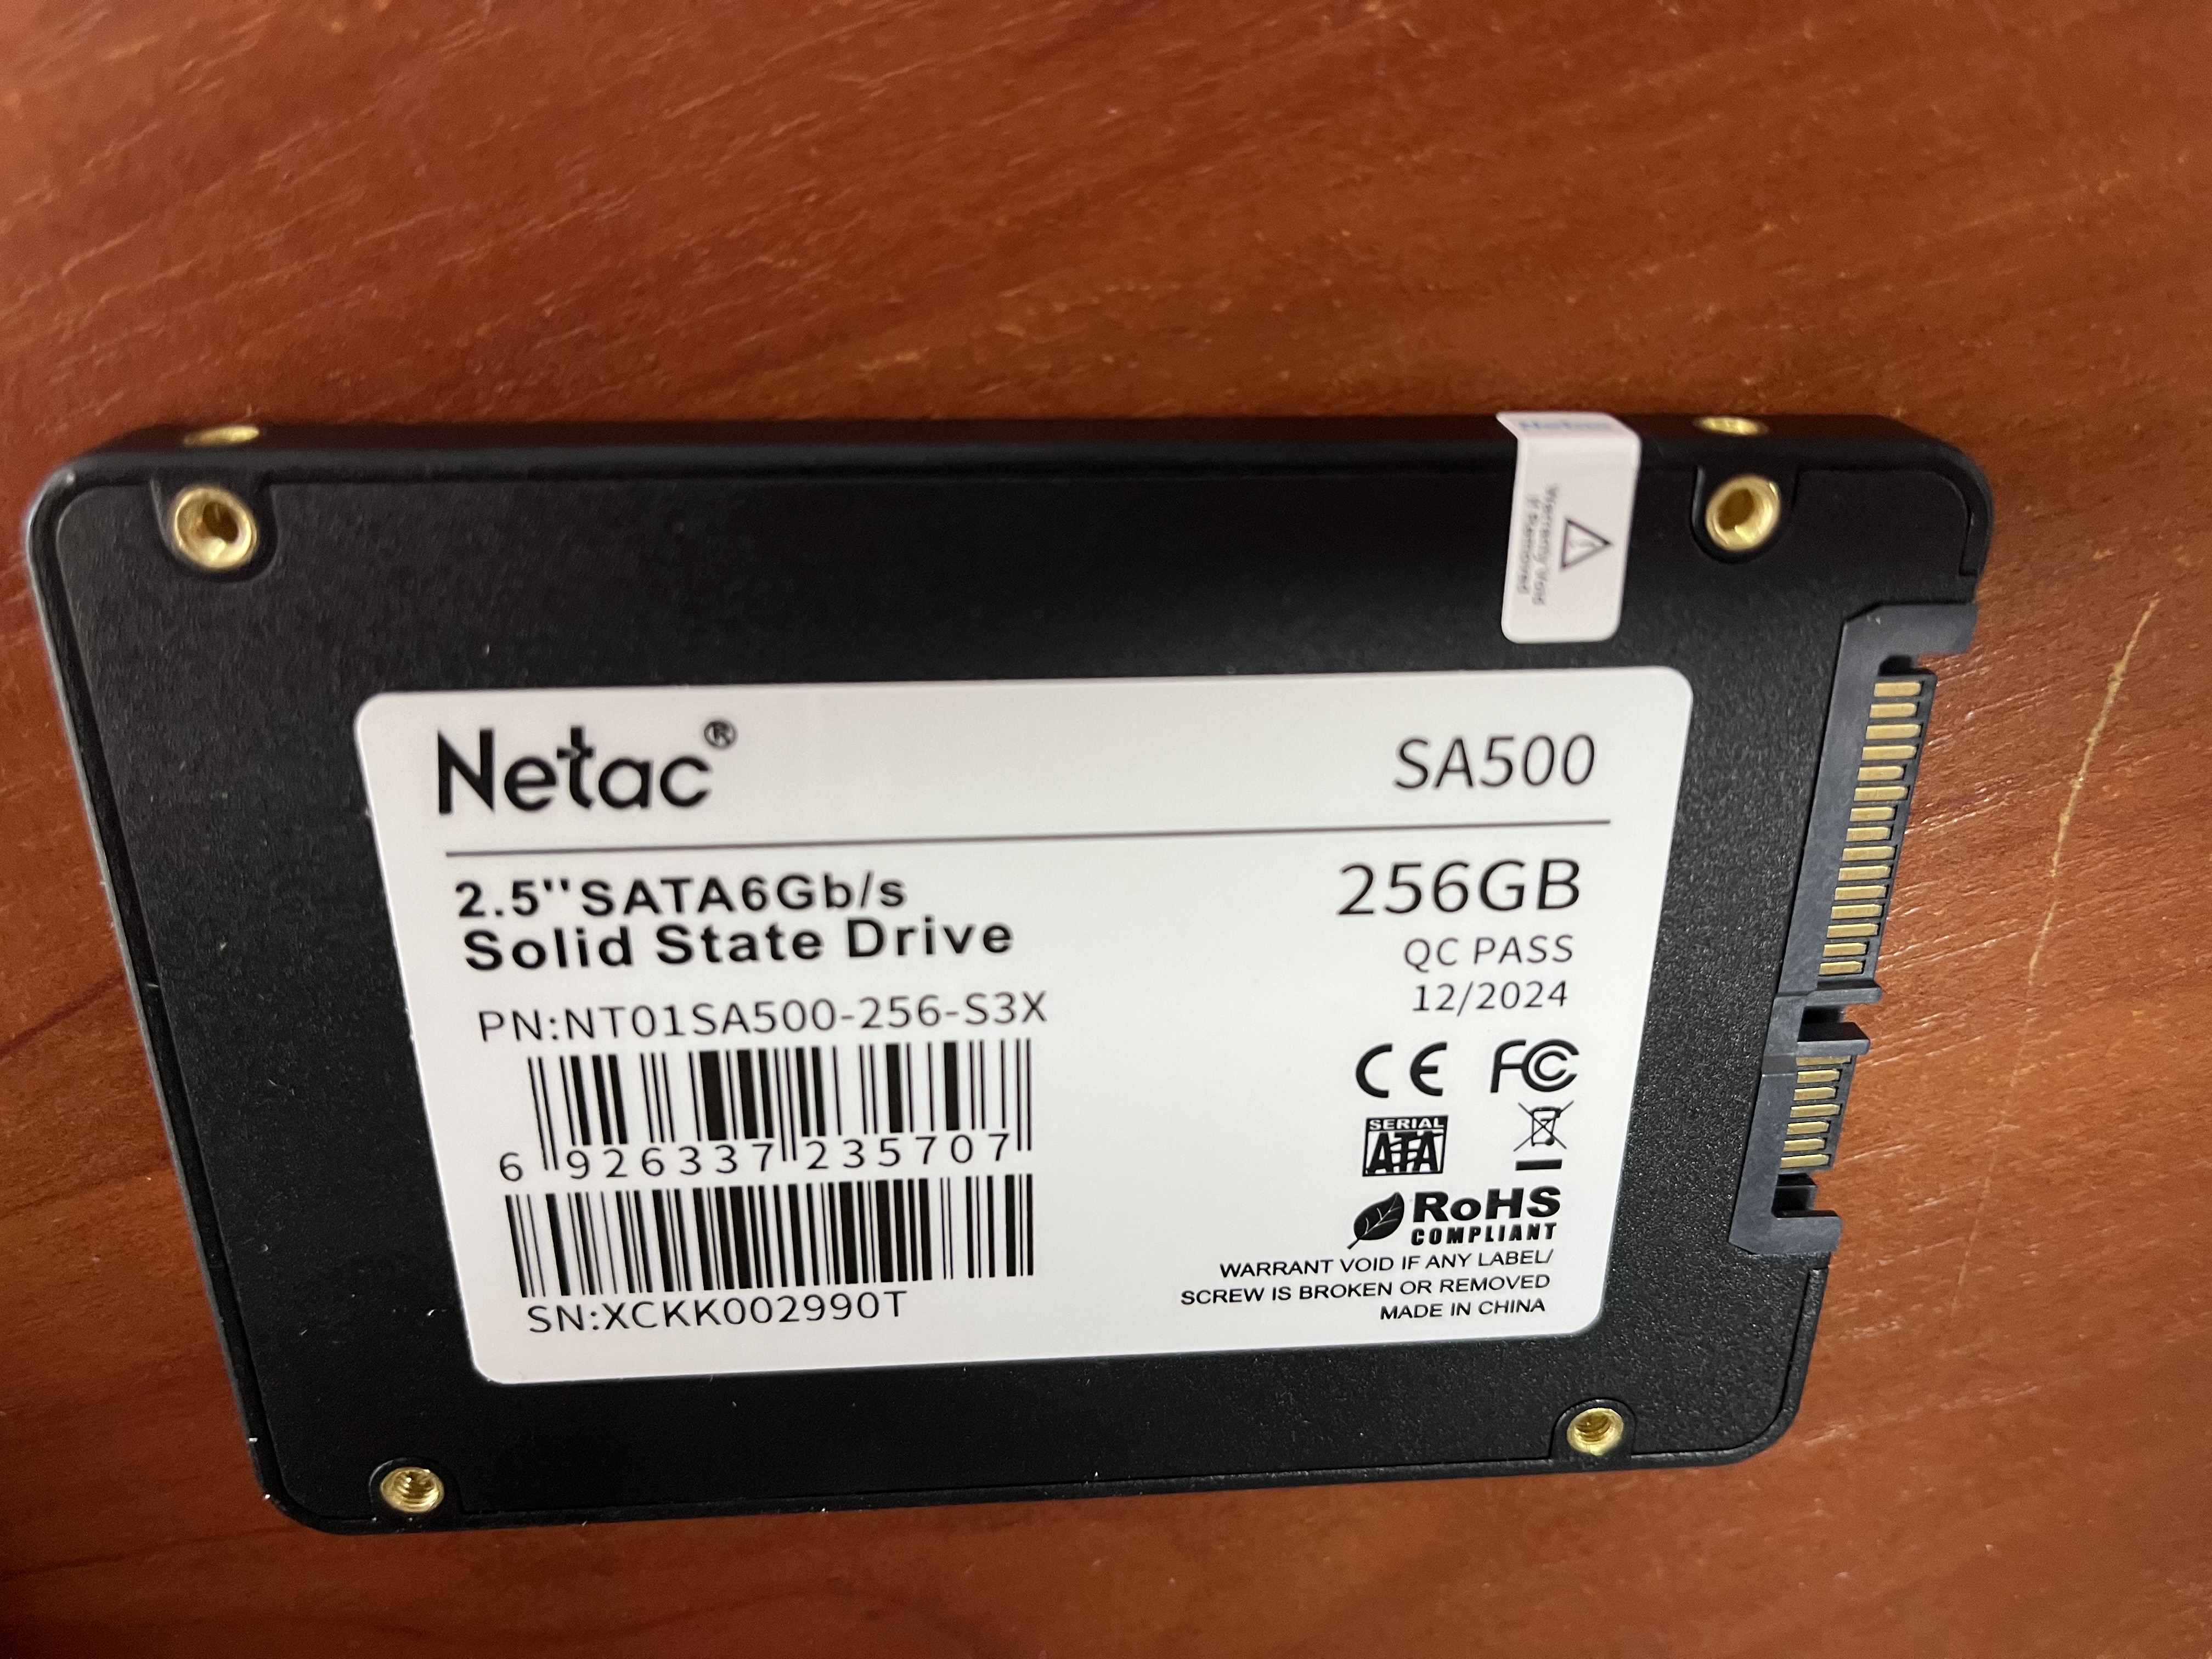 Netac
Warranty Void
if Removed
Netac®
SA500
2.5"SATA6Gb/s
Solid State Drive
256GB
QC PASS
12/2024
PN:NT01SA500-256-S3X
6 926337 235707
SN:XCKK002990T
CE FC
SERIAL
ATA
RoHS
COMPLIANT
WARRANT VOID IF ANY LABEL/
SCREW IS BROKEN OR REMOVED
MADE IN CHINA